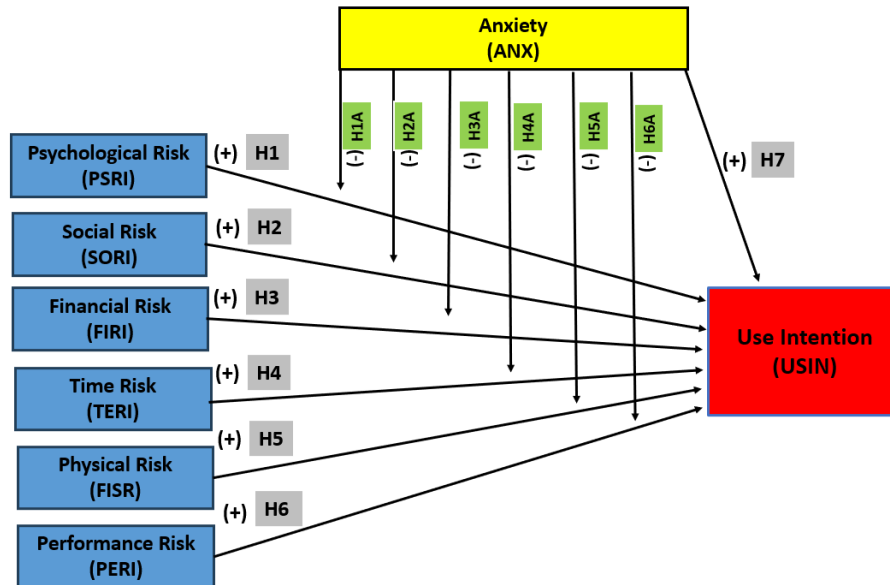 Anxiety
(ANX)
(-) H1A
(-) H2A
(-) H3A
(-) H4A
(-) H5A
(-) H6A
(+) H7
Psychological Risk
(PSRI)
(+) H1
Social Risk
(SORI)
(+) H2
Financial Risk
(FIRI)
(+) H3
Time Risk
(TERI)
(+) H4
Physical Risk
(FISR)
(+) H5
Performance Risk
(PERI)
(+) H6
Use Intention
(USIN)